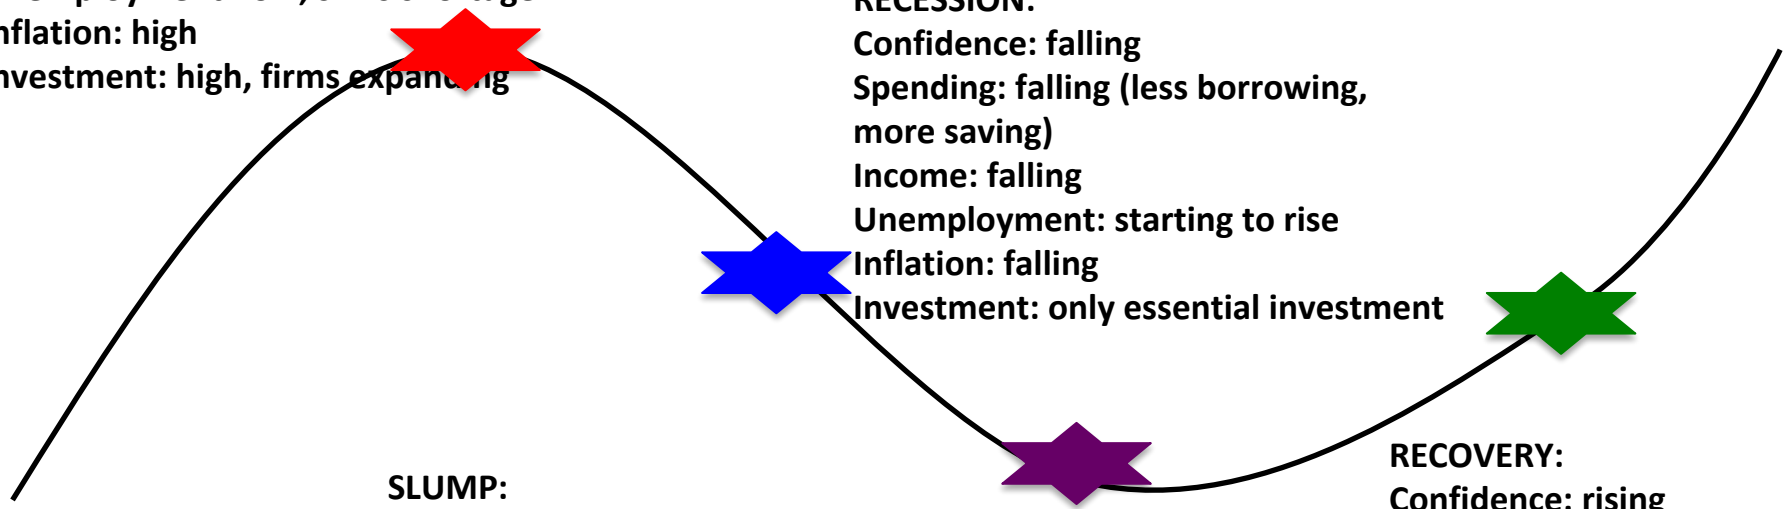 nflation: high
nvestment: high, firms expanding
RECESSION:
Confidence: falling
Spending: falling (less borrowing,
more saving)
Income: falling
Unemployment: starting to rise
Inflation: falling
Investment: only essential investment
SLUMP:
RECOVERY:
Confidence: rising